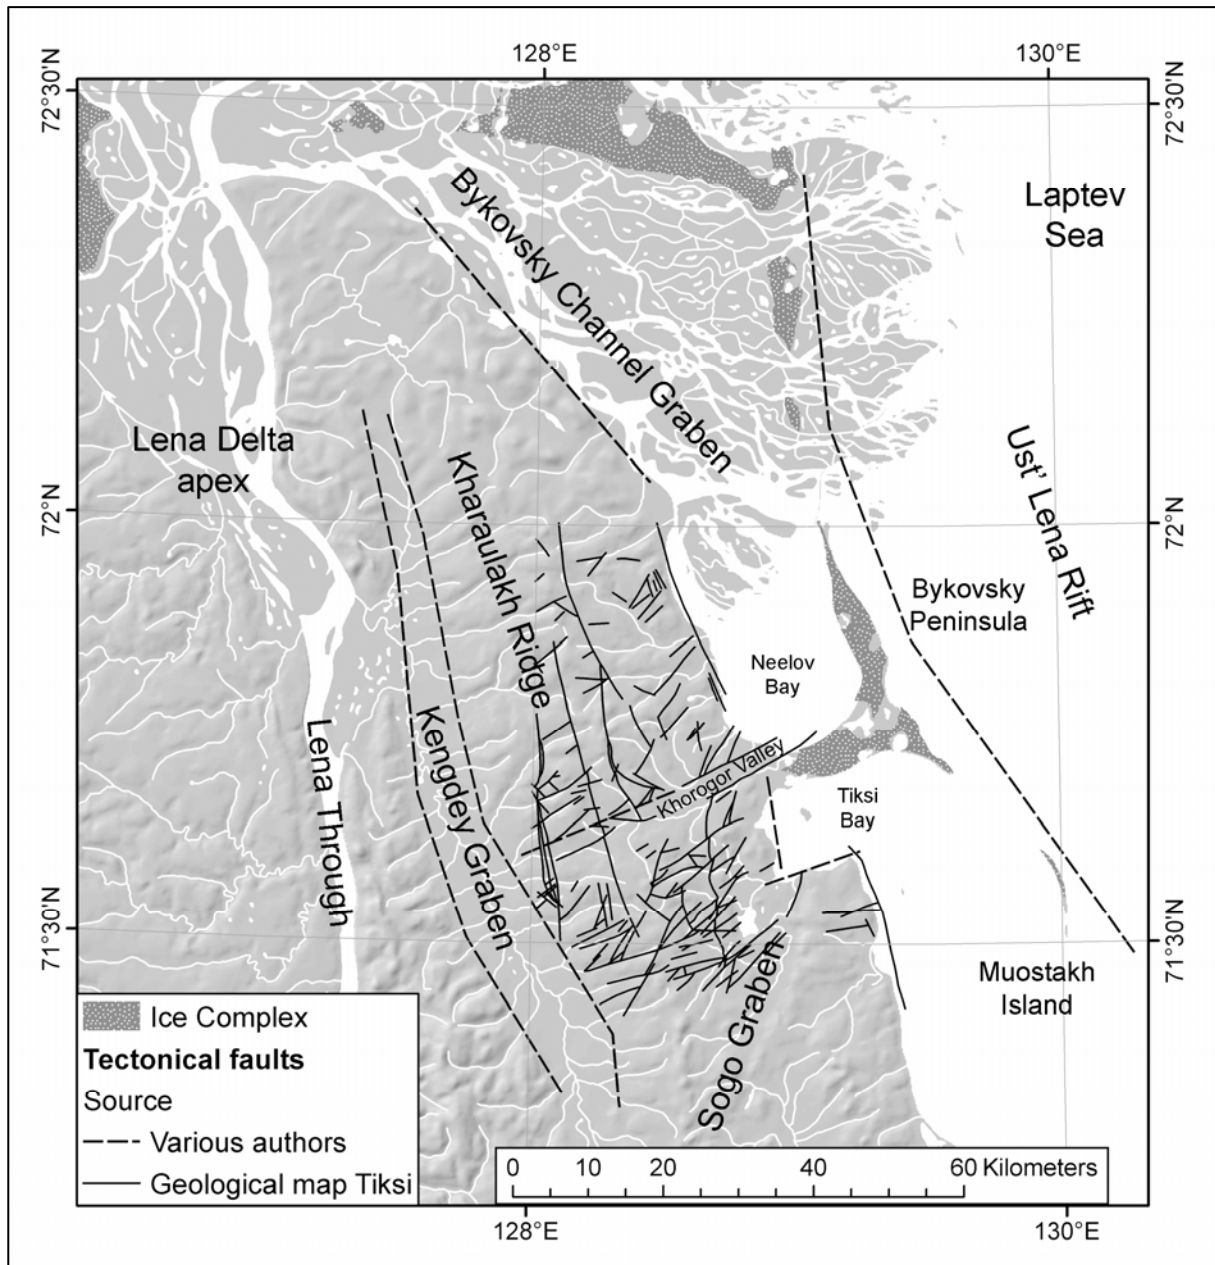 128°E
130°E
72°30'N
72°30'N
Laptev
Sea
Bykovsky Channel Graben
Lena Delta
apex
Kharaulakh Ridge
Ust' Lena Rift
72°N
72°N
Bykovsky
Peninsula
Neelov
Bay
Lena Through
Kengdey Graben
Khorogor Valley
Tiksi
Bay
71°30'N
71°30'N
Muostakh
Island
Sogo Graben
Ice Complex
Tectonical faults
Source
Various authors
Geological map Tiksi
0 10 20 40 60 Kilometers
128°E
130°E